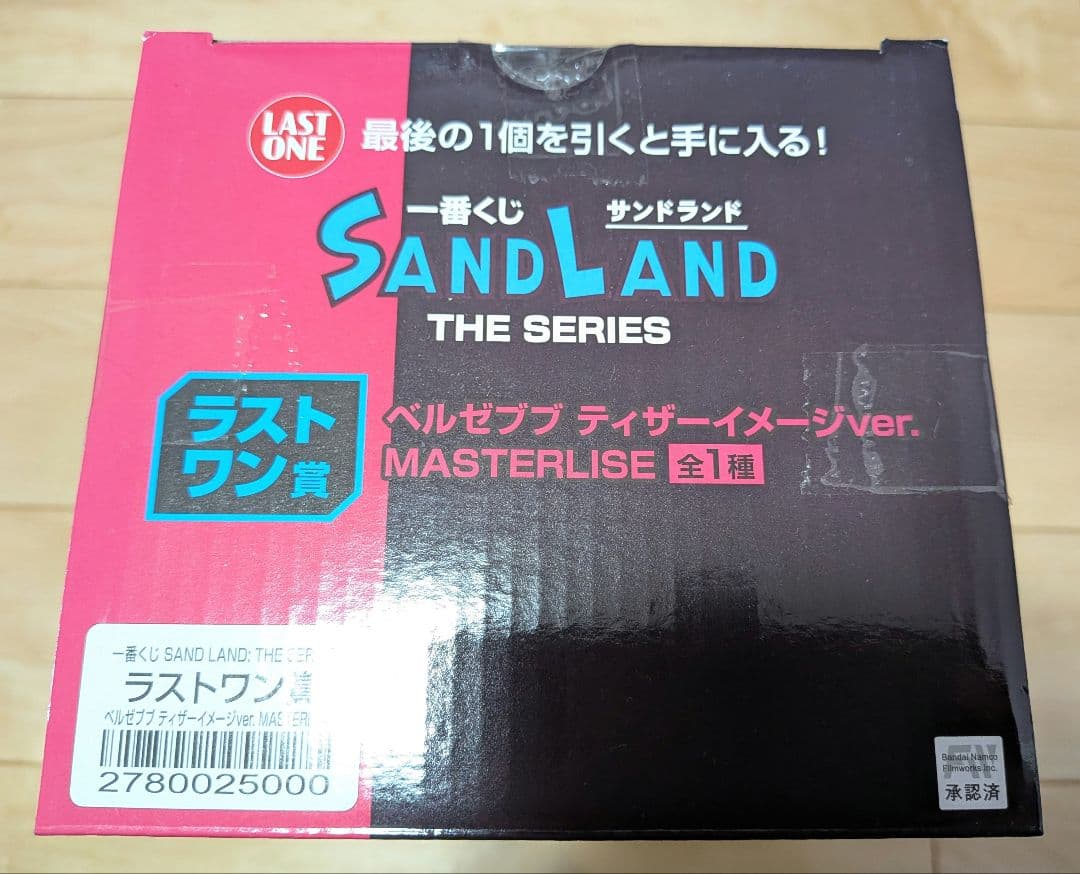 LAST
ONE
最後の1個を引くと手に入る!
一番くじ
サンドランド
SAND LAND
THE SERIES
ラスト
ワン賞
ベルゼブブ ティザーイメージver.
MASTERLISE 全1種
一番くじ SAND LAND: THE SER
ラストワン賞
ベルゼブブ ティザーイメージver. MASTERL
2780025000
Bandai Namco
Filmworks Inc.
承認済